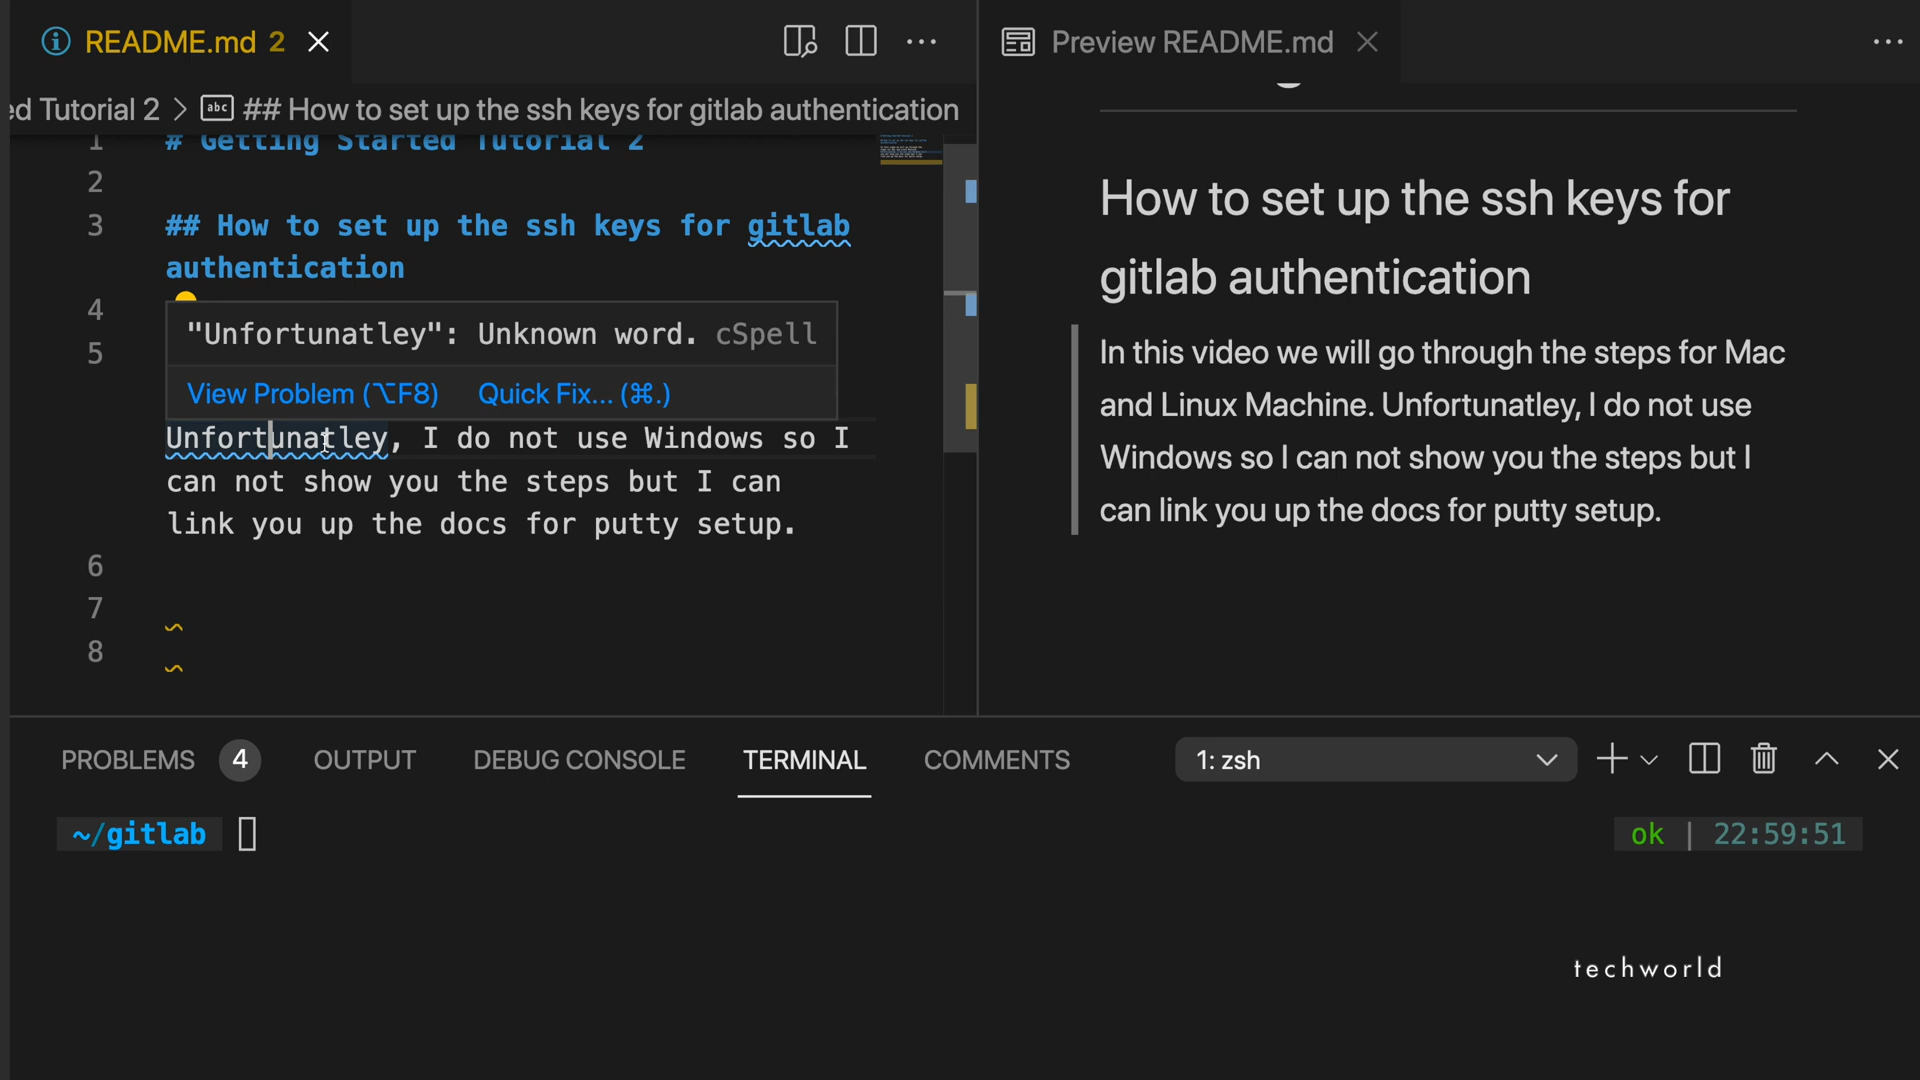 README.md 2
Preview README.md
ed Tutorial 2 > ## How to set up the ssh keys for gitlab authentication
1 # Getting Started Tutorial 2
2
3 ## How to set up the ssh keys for gitlab
authentication
4
5
"Unfortunatley": Unknown word. cSpell
View Problem (⌥F8) Quick Fix... (⌘.)
Unfortunatley, I do not use Windows so I
can not show you the steps but I can
link you up the docs for putty setup.
6
7
8
How to set up the ssh keys for
gitlab authentication
In this video we will go through the steps for Mac
and Linux Machine. Unfortunatley, I do not use
Windows so I can not show you the steps but I
can link you up the docs for putty setup.
PROBLEMS 4 OUTPUT DEBUG CONSOLE TERMINAL COMMENTS 1: zsh
~/gitlab ok | 22:59:51
techworld